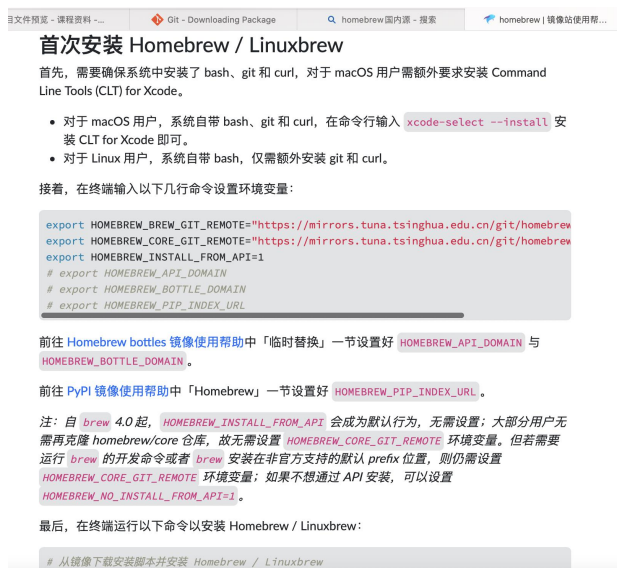 目文件预览 - 课程资料 -...
Git - Downloading Package
homebrew国内源 - 搜索
homebrew | 镜像站使用帮...
首次安装 Homebrew / Linuxbrew
首先，需要确保系统中安装了 bash、git 和 curl，对于 macOS 用户需额外要求安装 Command
Line Tools (CLT) for Xcode。
• 对于 macOS 用户，系统自带 bash、git 和 curl，在命令行输入 xcode-select --install 安
装 CLT for Xcode 即可。
• 对于 Linux 用户，系统自带 bash，仅需额外安装 git 和 curl。
接着，在终端输入以下几行命令设置环境变量：
export HOMEBREW_BREW_GIT_REMOTE="https://mirrors.tuna.tsinghua.edu.cn/git/homebrew
export HOMEBREW_CORE_GIT_REMOTE="https://mirrors.tuna.tsinghua.edu.cn/git/homebrew
export HOMEBREW_INSTALL_FROM_API=1
# export HOMEBREW_API_DOMAIN
# export HOMEBREW_BOTTLE_DOMAIN
# export HOMEBREW_PIP_INDEX_URL
前往 Homebrew bottles 镜像使用帮助中「临时替换」一节设置好 HOMEBREW_API_DOMAIN 与
HOMEBREW_BOTTLE_DOMAIN 。
前往 PyPI 镜像使用帮助中「Homebrew」一节设置好 HOMEBREW_PIP_INDEX_URL 。
注：自 brew 4.0 起，HOMEBREW_INSTALL_FROM_API 会成为默认行为，无需设置；大部分用户无
需再克隆 homebrew/core 仓库，故无需设置 HOMEBREW_CORE_GIT_REMOTE 环境变量。但若需要
运行 brew 的开发命令或者 brew 安装在非官方支持的默认 prefix 位置，则仍需设置
HOMEBREW_CORE_GIT_REMOTE 环境变量；如果不想通过 API 安装，可以设置
HOMEBREW_NO_INSTALL_FROM_API=1 。
最后，在终端运行以下命令以安装 Homebrew / Linuxbrew：
# 从镜像下载安装脚本并安装 Homebrew / Linuxbrew